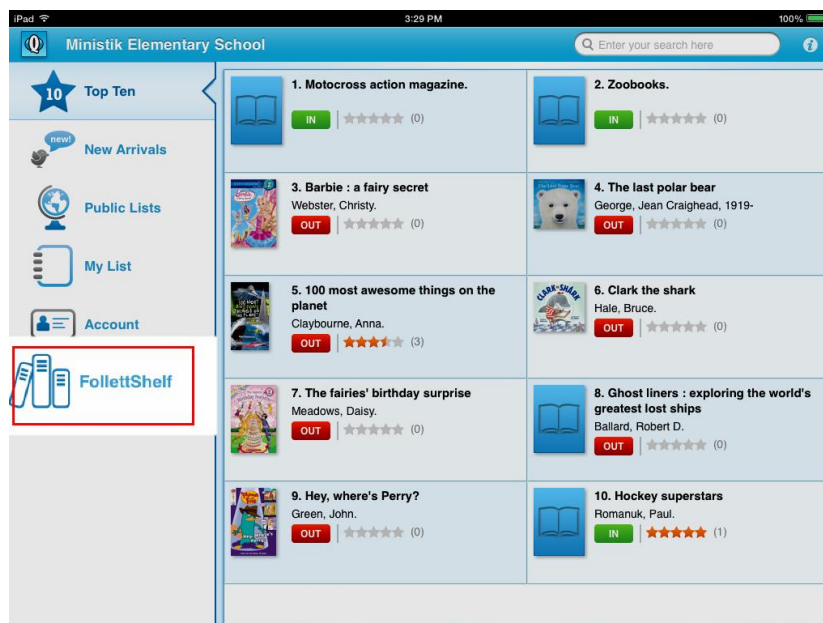 iPad 3:29 PM 100%
Q Ministik Elementary School Enter your search here i
10 Top Ten
new! New Arrivals
Public Lists
My List
Account
FollettShelf
1. Motocross action magazine.
IN (0)
2. Zoobooks.
IN (0)
3. Barbie : a fairy secret
Webster, Christy.
OUT (0)
4. The last polar bear
George, Jean Craighead, 1919-
OUT (0)
5. 100 most awesome things on the
planet
Claybourne, Anna.
OUT (3)
6. Clark the shark
Hale, Bruce.
OUT (0)
CLARK THE SHARK
7. The fairies' birthday surprise
Meadows, Daisy.
OUT (0)
8. Ghost liners : exploring the world's
greatest lost ships
Ballard, Robert D.
OUT (0)
9. Hey, where's Perry?
Green, John.
OUT (0)
10. Hockey superstars
Romanuk, Paul.
IN (1)